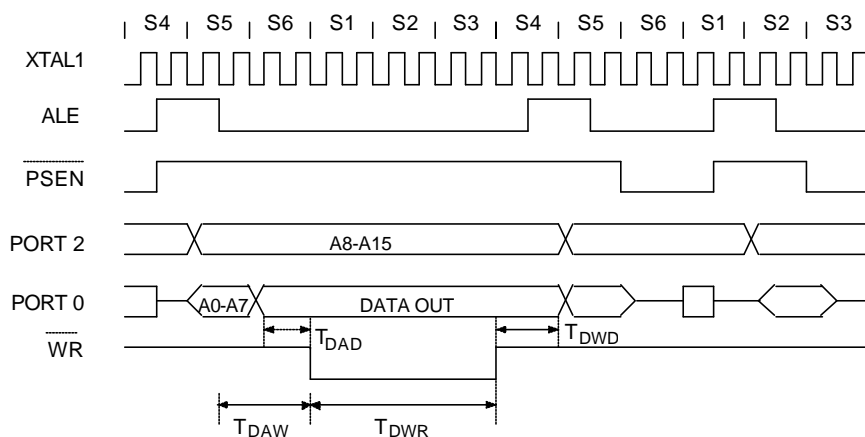 S4 S5 S6 S1 S2 S3 S4 S5 S6 S1 S2 S3
XTAL1
ALE
PSEN
PORT 2 A8-A15
PORT 0 A0-A7 DATA OUT
WR TDAD TDWD
TDAW TDWR